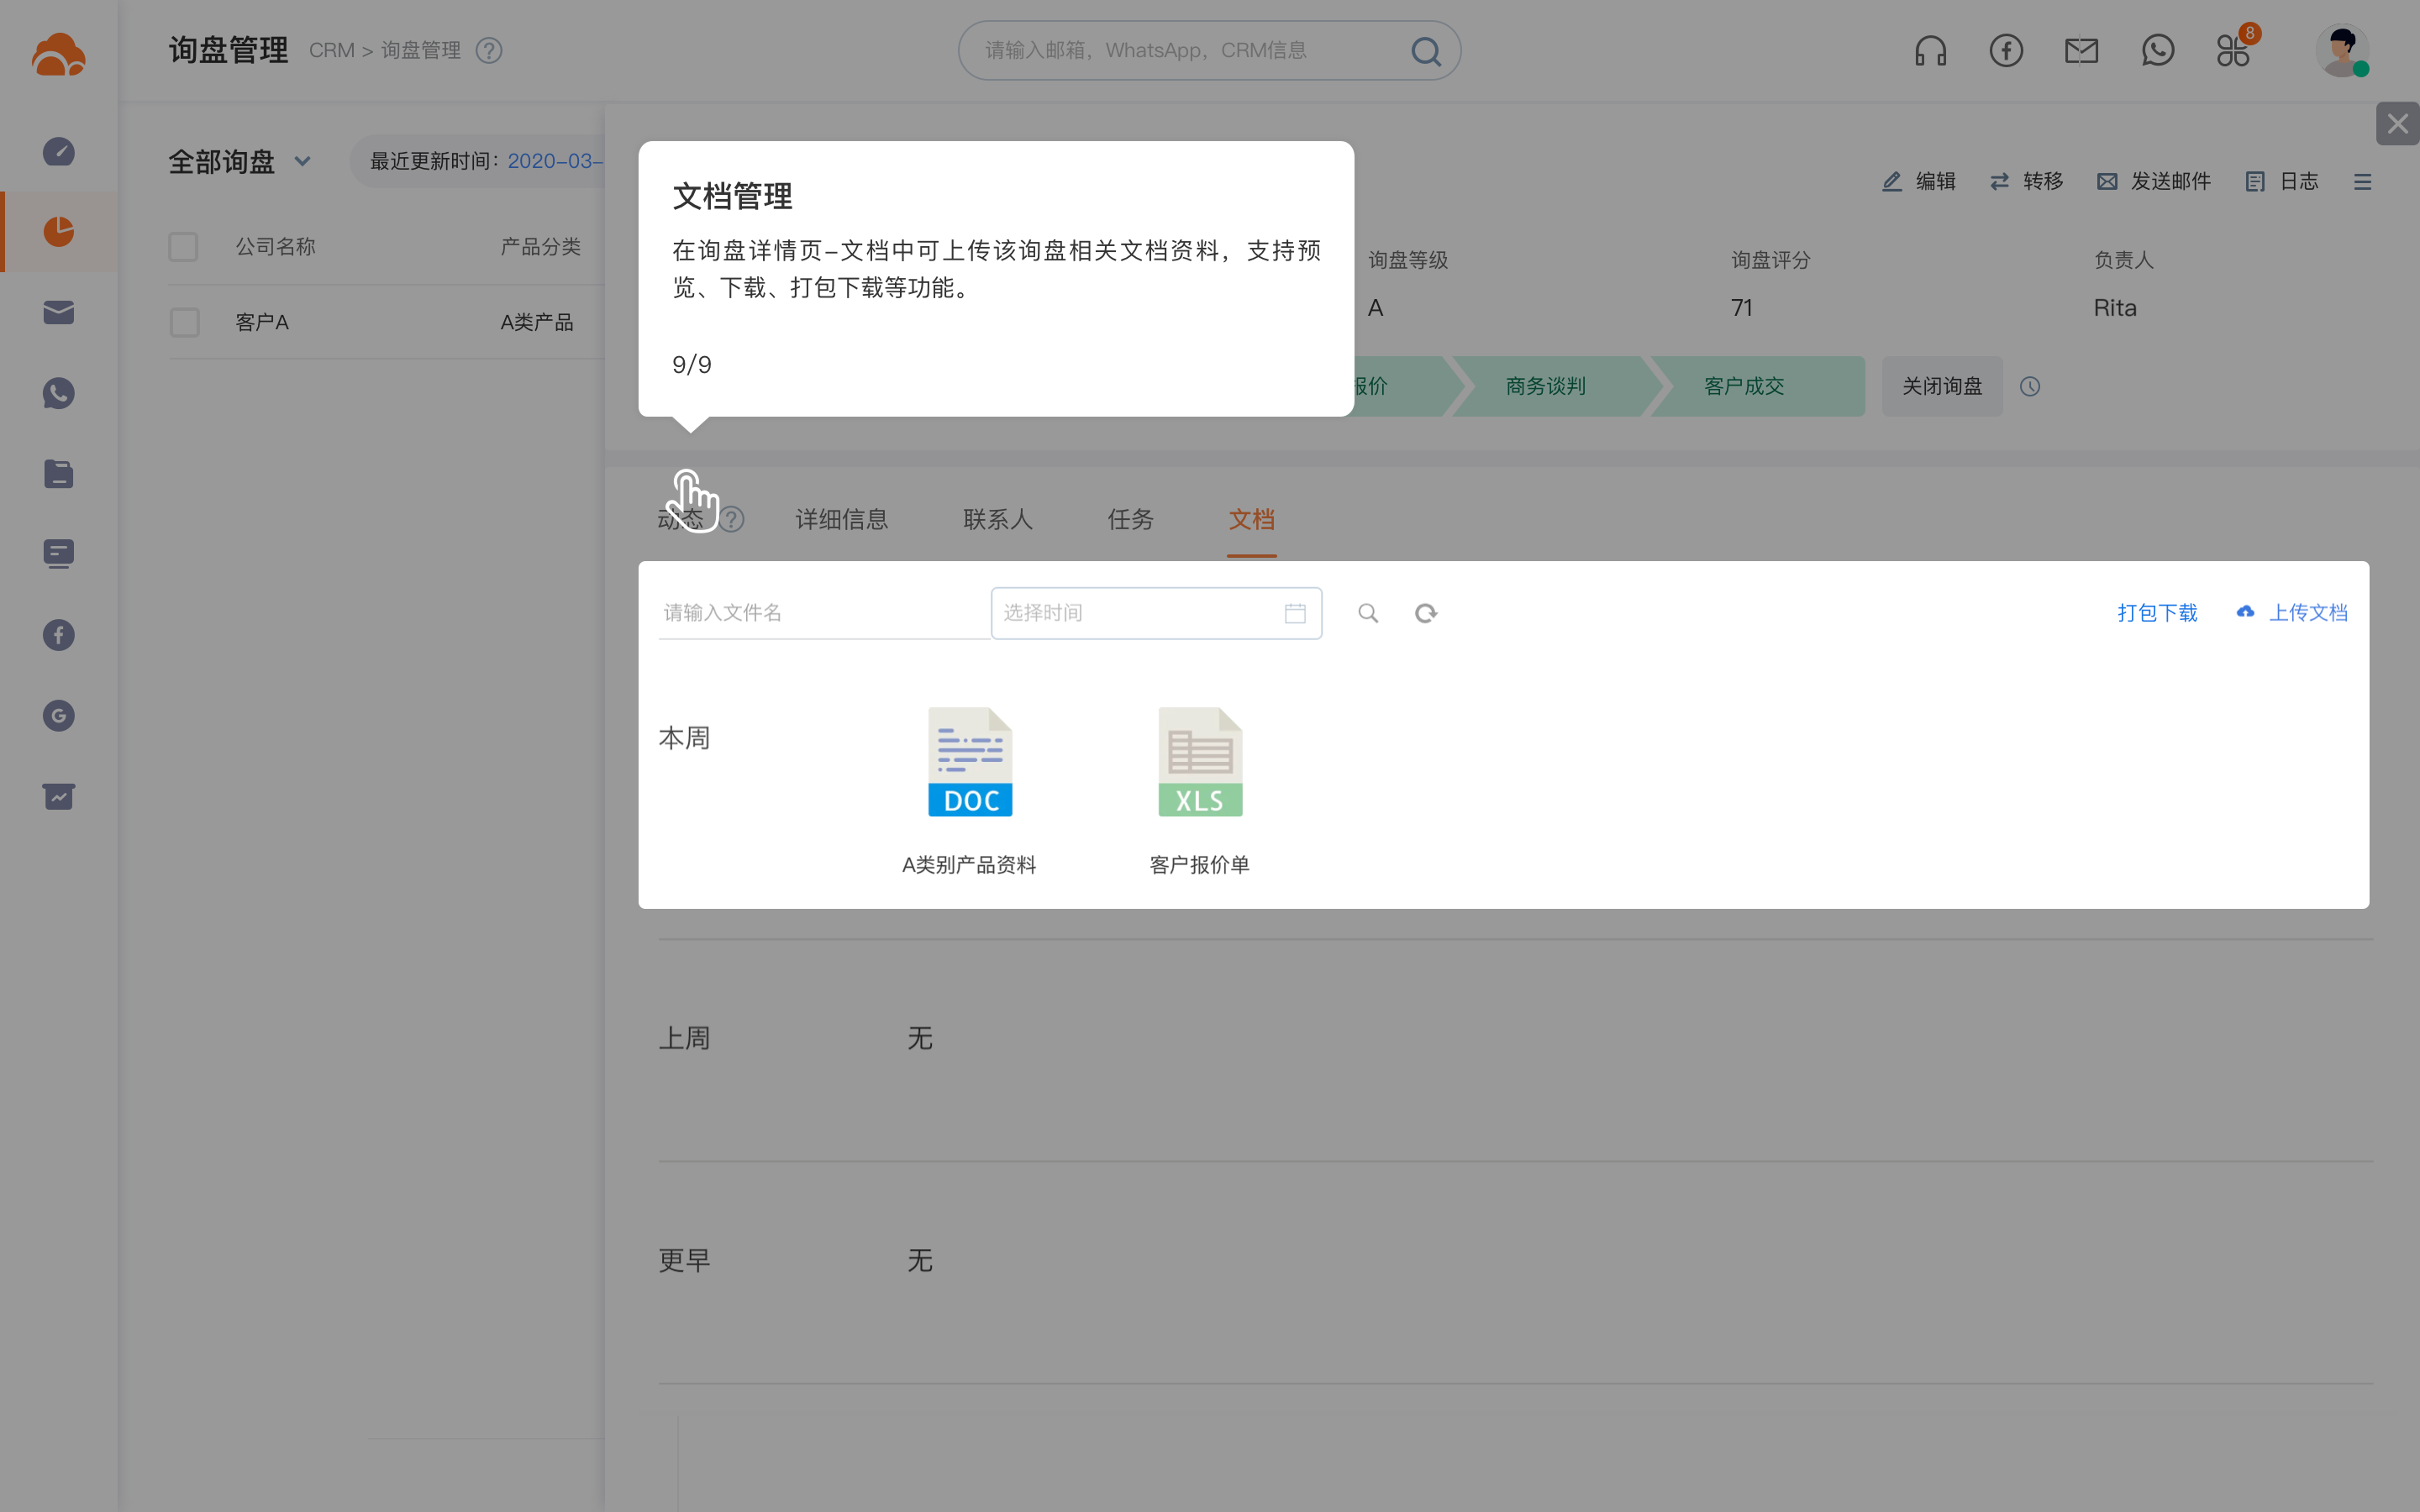 询盘管理 CRM > 询盘管理 ?
请输入邮箱，WhatsApp，CRM信息
8
全部询盘
最近更新时间：2020-03-
公司名称 产品分类
客户A A类产品
文档管理
在询盘详情页-文档中可上传该询盘相关文档资料，支持预
览、下载、打包下载等功能。
9/9
编辑 转移 发送邮件 日志
询盘等级 询盘评分 负责人
A 71 Rita
报价 商务谈判 客户成交 关闭询盘
动态 ? 详细信息 联系人 任务 文档
请输入文件名 选择时间 打包下载 上传文档
本周
DOC XLS
A类别产品资料 客户报价单
上周 无
更早 无